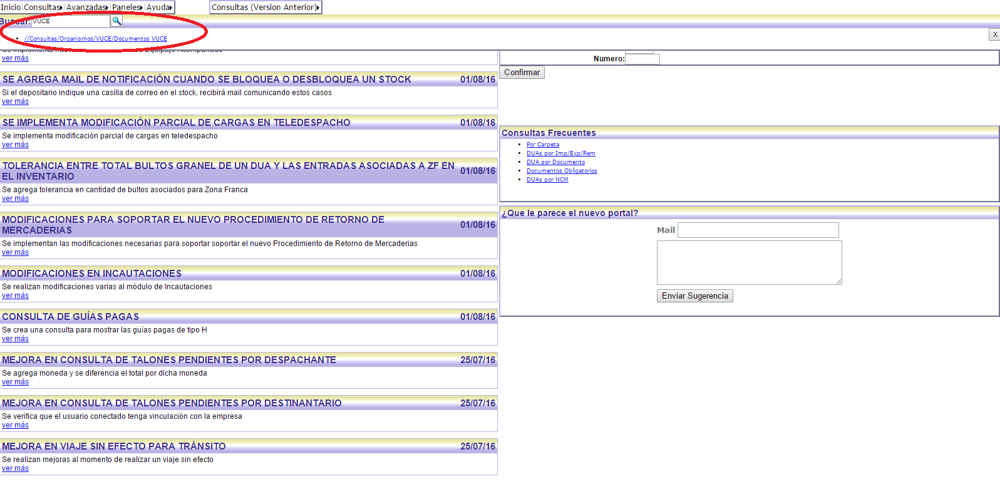 Inicio Consultas Avanzadas Paneles Ayuda Consultas (Version Anterior)
Buscar: VUCE
//Consultas/Organismos/VUCE/Documentos VUCE
X
ver más
Numero:
Confirmar
SE AGREGA MAIL DE NOTIFICACIÓN CUANDO SE BLOQUEA O DESBLOQUEA UN STOCK 01/08/16
Si el depositario indique una casilla de correo en el stock, recibirá mail comunicando estos casos
ver más
SE IMPLEMENTA MODIFICACIÓN PARCIAL DE CARGAS EN TELEDESPACHO 01/08/16
Se implementa modificación parcial de cargas en teledespacho
ver más
TOLERANCIA ENTRE TOTAL BULTOS GRANEL DE UN DUA Y LAS ENTRADAS ASOCIADAS A ZF EN
EL INVENTARIO
01/08/16
Se agrega tolerancia en cantidad de bultos asociados para Zona Franca
ver más
MODIFICACIONES PARA SOPORTAR EL NUEVO PROCEDIMIENTO DE RETORNO DE
MERCADERIAS
01/08/16
Se implementan las modificaciones necesarias para soportar soportar el nuevo Procedimiento de Retorno de Mercaderias
ver más
MODIFICACIONES EN INCAUTACIONES 01/08/16
Se realizan modificaciones varias al módulo de Incautaciones
ver más
CONSULTA DE GUÍAS PAGAS 01/08/16
Se crea una consulta para mostrar las guías pagas de tipo H
ver más
MEJORA EN CONSULTA DE TALONES PENDIENTES POR DESPACHANTE 25/07/16
Se agrega moneda y se diferencia el total por dicha moneda
ver más
MEJORA EN CONSULTA DE TALONES PENDIENTES POR DESTINANTARIO 25/07/16
Se verifica que el usuario conectado tenga vinculación con la empresa
ver más
MEJORA EN VIAJE SIN EFECTO PARA TRÁNSITO 25/07/16
Se realizan mejoras al momento de realizar un viaje sin efecto
ver más
Consultas Frecuentes
Por Carpeta
DUAs por Imp/Exp/Rem
DUA por Documento
Documentos Obligatorios
DUAs por NCM
¿Que le parece el nuevo portal?
Mail
Enviar Sugerencia